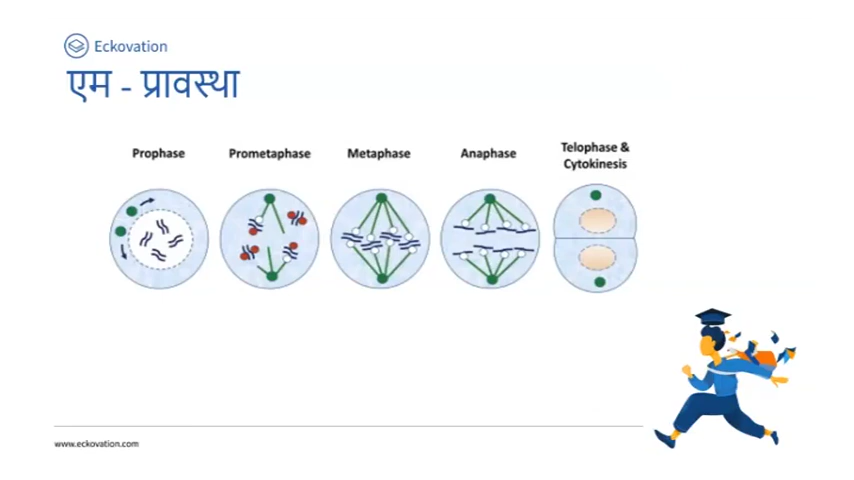 Eckovation
एम - प्रावस्था
Prophase
Prometaphase
Metaphase
Anaphase
Telophase &
Cytokinesis
www.eckovation.com